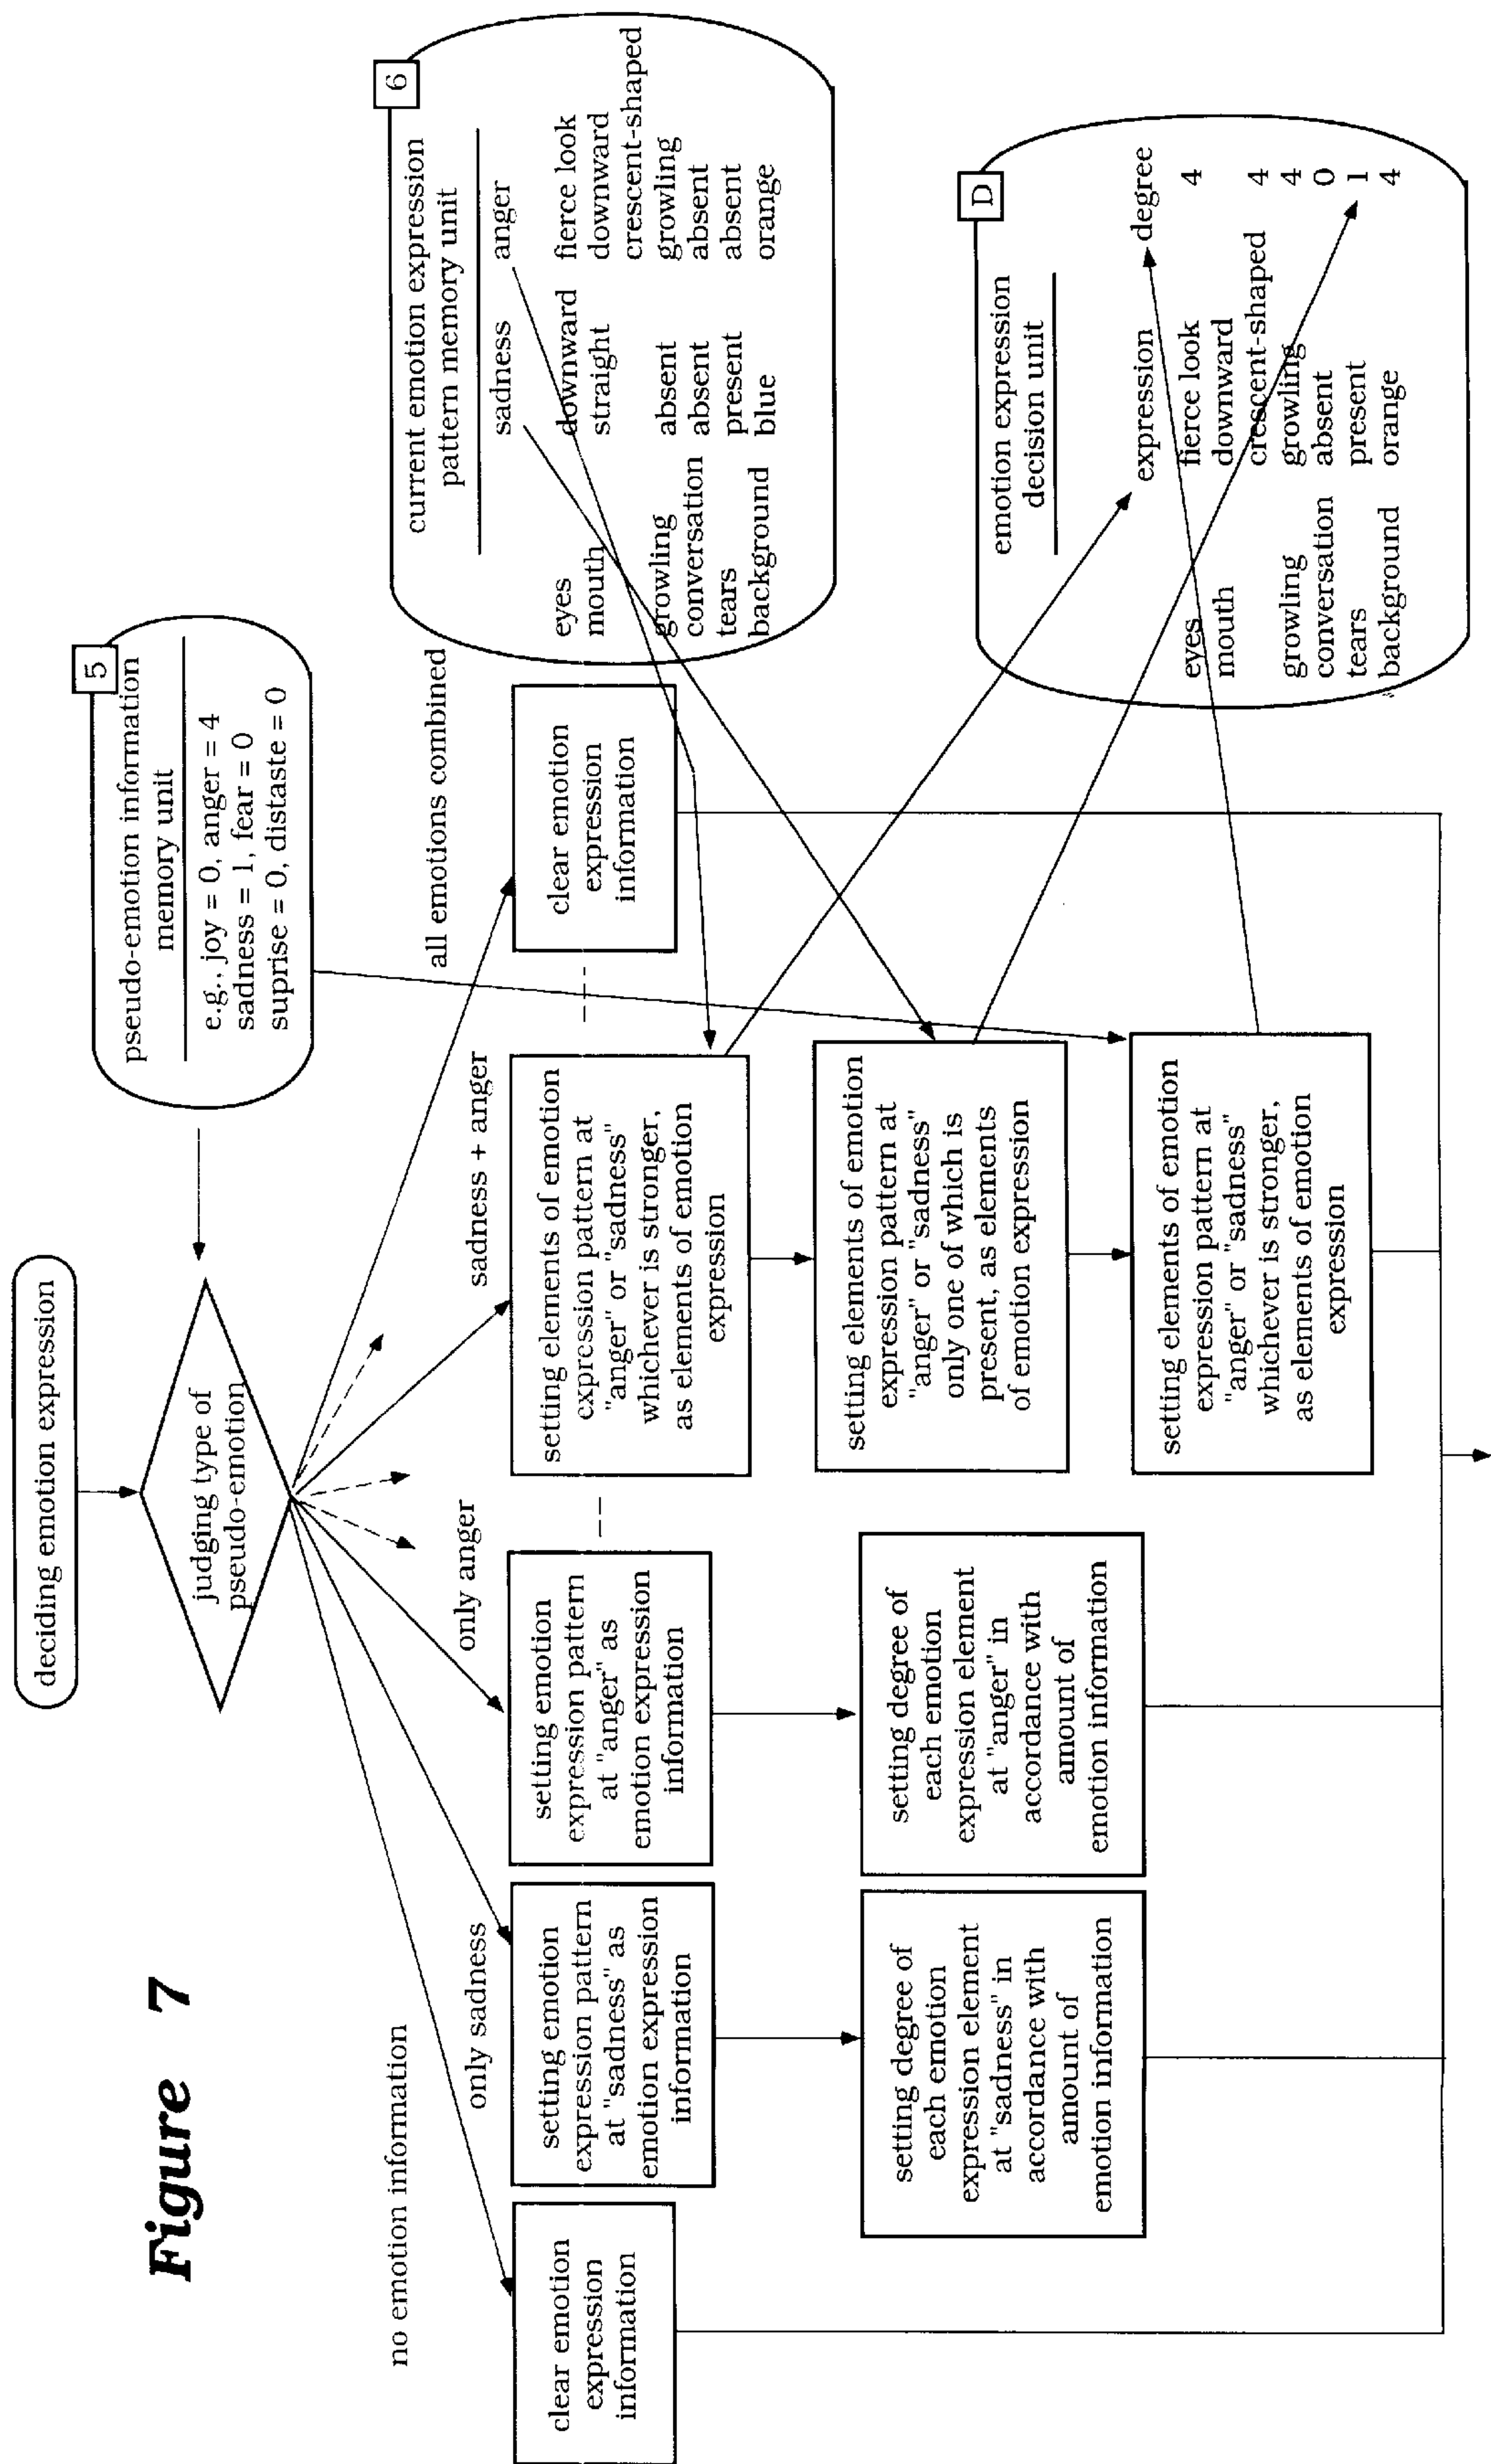 Figure 7
deciding emotion expression
judging type of
pseudo-emotion
5
pseudo-emotion information
memory unit
e.g., joy = 0, anger = 4
sadness = 1, fear = 0
suprise = 0, distaste = 0
no emotion information
only sadness
only anger
sadness + anger
all emotions combined
clear emotion
expression
information
setting emotion
expression pattern
at "sadness" as
emotion expression
information
setting emotion
expression pattern
at "anger" as
emotion expression
information
setting elements of emotion
expression pattern at
"anger" or "sadness"
whichever is stronger,
as elements of emotion
expression
clear emotion
expression
information
6
current emotion expression
pattern memory unit
sadness anger
eyes downward fierce look
mouth straight downward
crescent-shaped
growling absent growling
conversation absent absent
tears present absent
background blue orange
setting degree of
each emotion
expression element
at "sadness" in
accordance with
amount of
emotion information
setting degree of
each emotion
expression element
at "anger" in
accordance with
amount of
emotion information
setting elements of emotion
expression pattern at
"anger" or "sadness"
only one of which is
present, as elements
of emotion expression
setting elements of emotion
expression pattern at
"anger" or "sadness"
whichever is stronger,
as elements of emotion
expression
D
emotion expression
decision unit
expression degree
eyes fierce look 4
mouth downward
crescent-shaped 4
growling growling 4
conversation absent 0
tears present 1
background orange 4